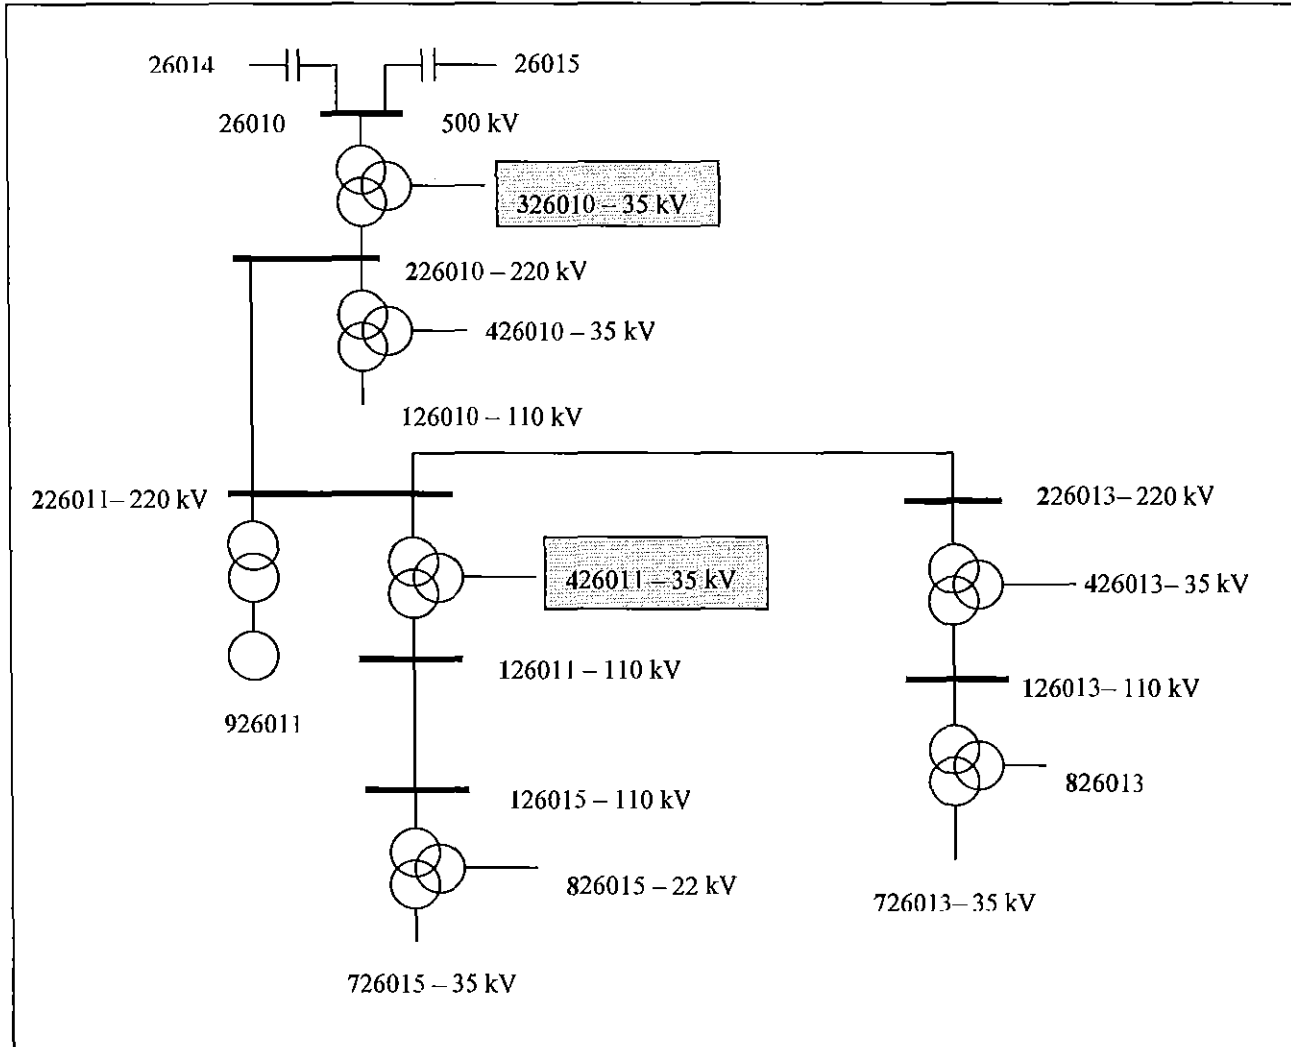 26014
26015
26010
500 kV
326010 – 35 kV
226010 – 220 kV
426010 – 35 kV
126010 – 110 kV
226011– 220 kV
226013– 220 kV
426011– 35 kV
426013– 35 kV
126011 – 110 kV
126013– 110 kV
926011
826013
126015 – 110 kV
826015 – 22 kV
726013– 35 kV
726015 – 35 kV